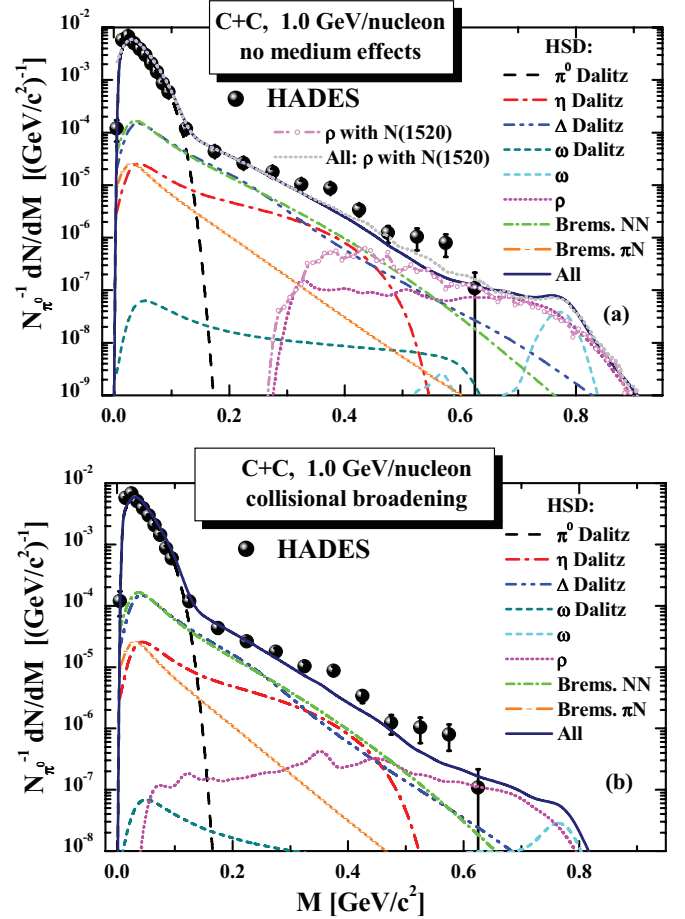 C+C, 1.0 GeV/nucleon
no medium effects
HSD:
π⁰ Dalitz
η Dalitz
Δ Dalitz
ω Dalitz
ω
ρ
Brems. NN
Brems. πN
All
HADES
ρ with N(1520)
All: ρ with N(1520)
(a)
N_π⁰⁻¹ dN/dM [(GeV/c²)⁻¹]
10⁻²
10⁻³
10⁻⁴
10⁻⁵
10⁻⁶
10⁻⁷
10⁻⁸
10⁻⁹
0.0 0.2 0.4 0.6 0.8
C+C, 1.0 GeV/nucleon
collisional broadening
HSD:
π⁰ Dalitz
η Dalitz
Δ Dalitz
ω Dalitz
ω
ρ
Brems. NN
Brems. πN
All
HADES
(b)
N_π⁰⁻¹ dN/dM [(GeV/c²)⁻¹]
10⁻²
10⁻³
10⁻⁴
10⁻⁵
10⁻⁶
10⁻⁷
10⁻⁸
0.0 0.2 0.4 0.6 0.8
M [GeV/c²]